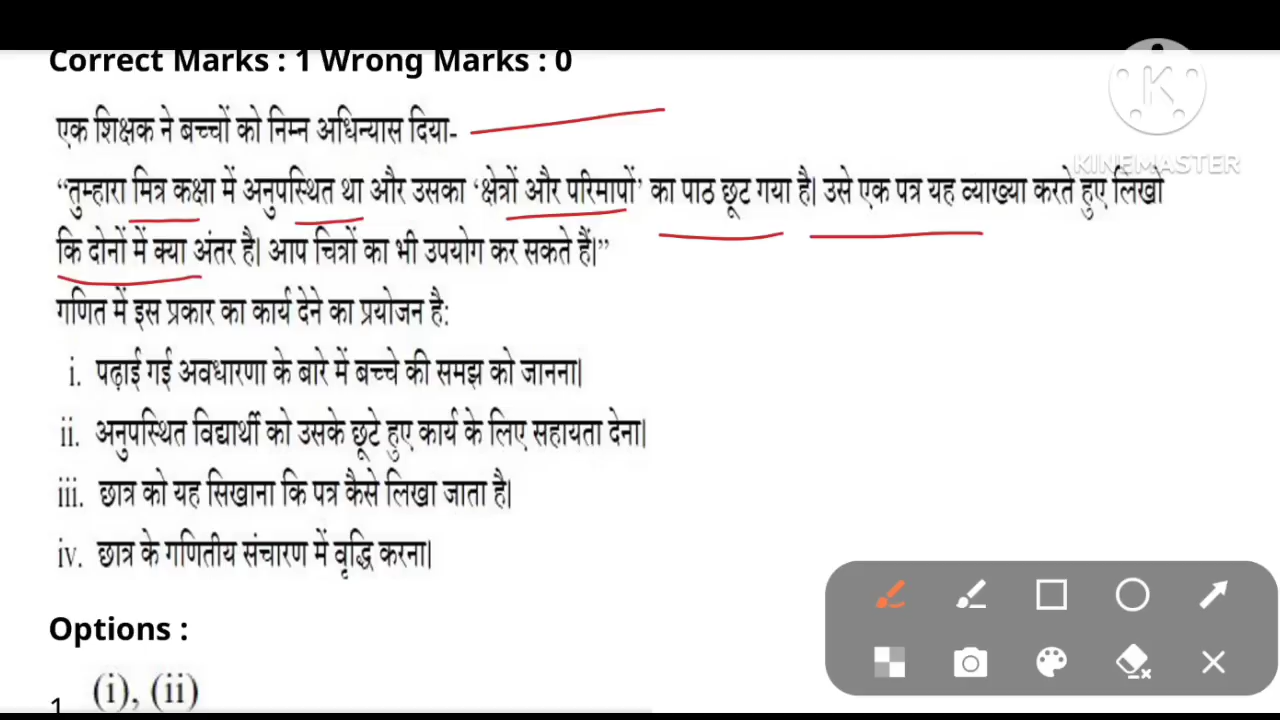 Correct Marks : 1 Wrong Marks : 0
KINEMASTER
एक शिक्षक ने बच्चों को निम्न अधिन्यास दिया-
“तुम्हारा मित्र कक्षा में अनुपस्थित था और उसका ‘क्षेत्रों और परिमापों’ का पाठ छूट गया है| उसे एक पत्र यह व्याख्या करते हुए लिखो
कि दोनों में क्या अंतर है| आप चित्रों का भी उपयोग कर सकते हैं|”
गणित में इस प्रकार का कार्य देने का प्रयोजन है:
i. पढ़ाई गई अवधारणा के बारे में बच्चे की समझ को जानना|
ii. अनुपस्थित विद्यार्थी को उसके छूटे हुए कार्य के लिए सहायता देना|
iii. छात्र को यह सिखाना कि पत्र कैसे लिखा जाता है|
iv. छात्र के गणितीय संचारण में वृद्धि करना|
Options :
1. (i), (ii)